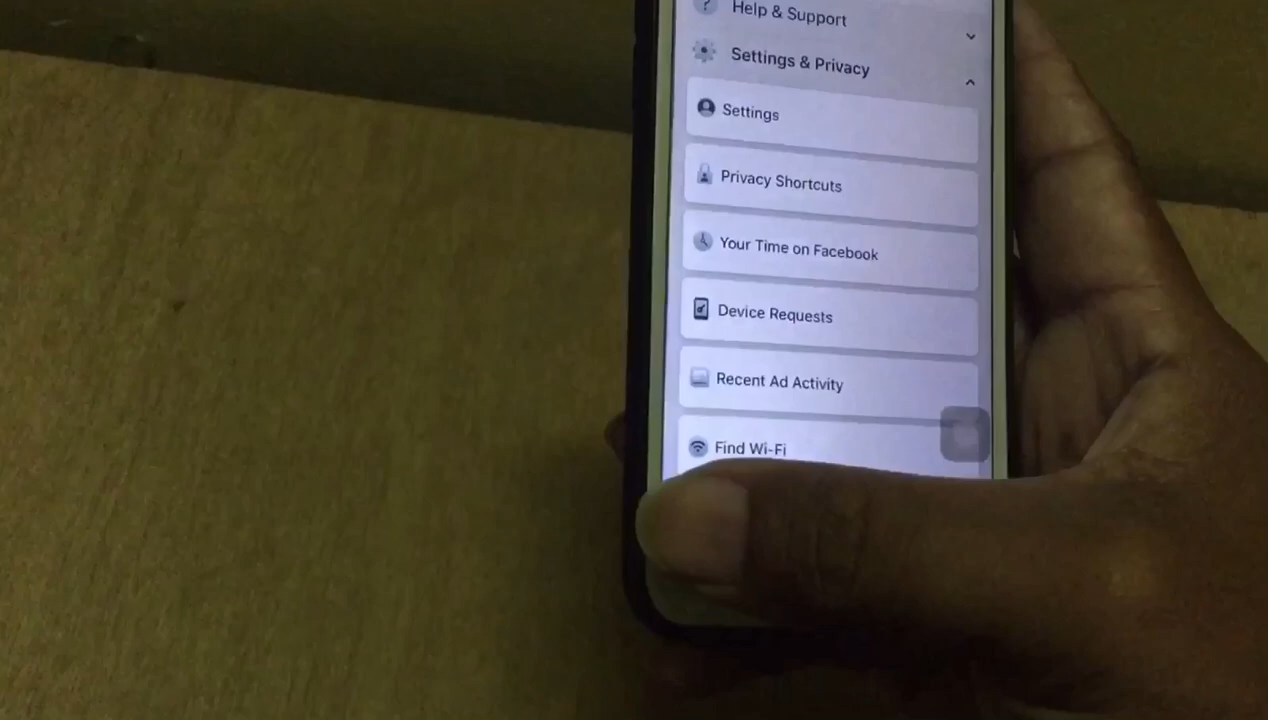 Help & Support
Settings & Privacy
Settings
Privacy Shortcuts
Your Time on Facebook
Device Requests
Recent Ad Activity
Find Wi-Fi